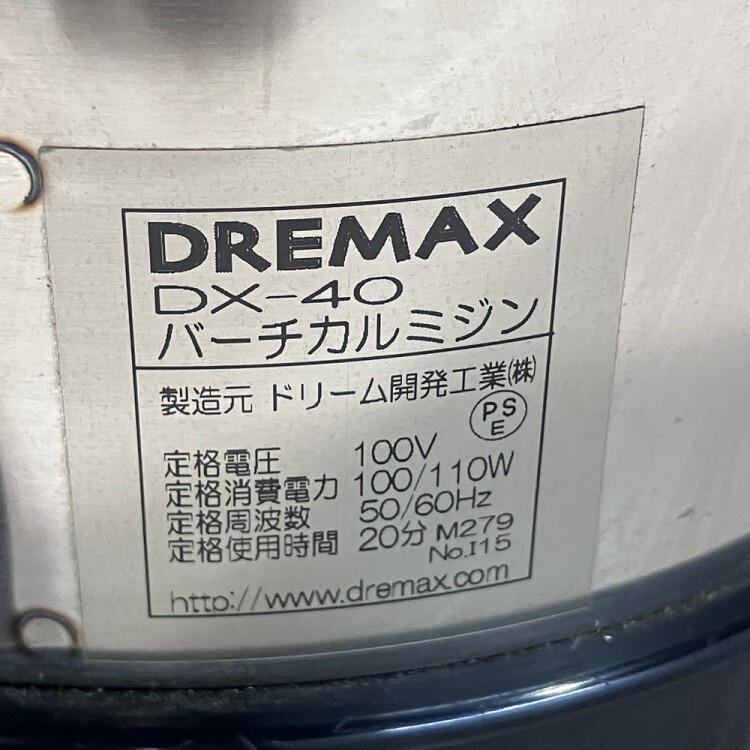 DREMAX
DX-40
バーチカルミジン
製造元 ドリーム開発工業(株)
PSE
定格電圧 100V
定格消費電力 100/110W
定格周波数 50/60Hz
定格使用時間 20分 M279
No.I15
http://www.dremax.com